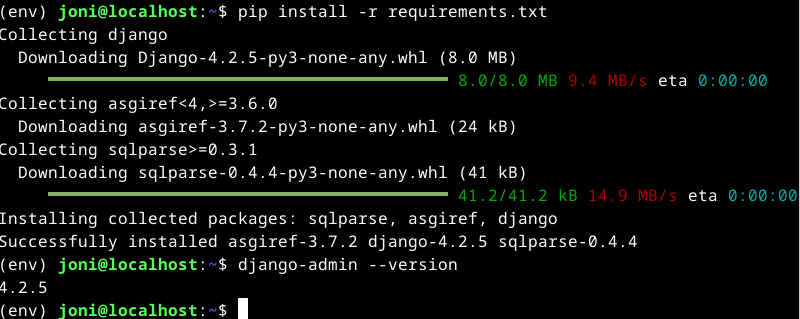 (env) joni@localhost:~$ pip install -r requirements.txt
Collecting django
  Downloading Django-4.2.5-py3-none-any.whl (8.0 MB)
     8.0/8.0 MB 9.4 MB/s eta 0:00:00
Collecting asgiref<4,>=3.6.0
  Downloading asgiref-3.7.2-py3-none-any.whl (24 kB)
Collecting sqlparse>=0.3.1
  Downloading sqlparse-0.4.4-py3-none-any.whl (41 kB)
     41.2/41.2 kB 14.9 MB/s eta 0:00:00
Installing collected packages: sqlparse, asgiref, django
Successfully installed asgiref-3.7.2 django-4.2.5 sqlparse-0.4.4
(env) joni@localhost:~$ django-admin --version
4.2.5
(env) joni@localhost:~$